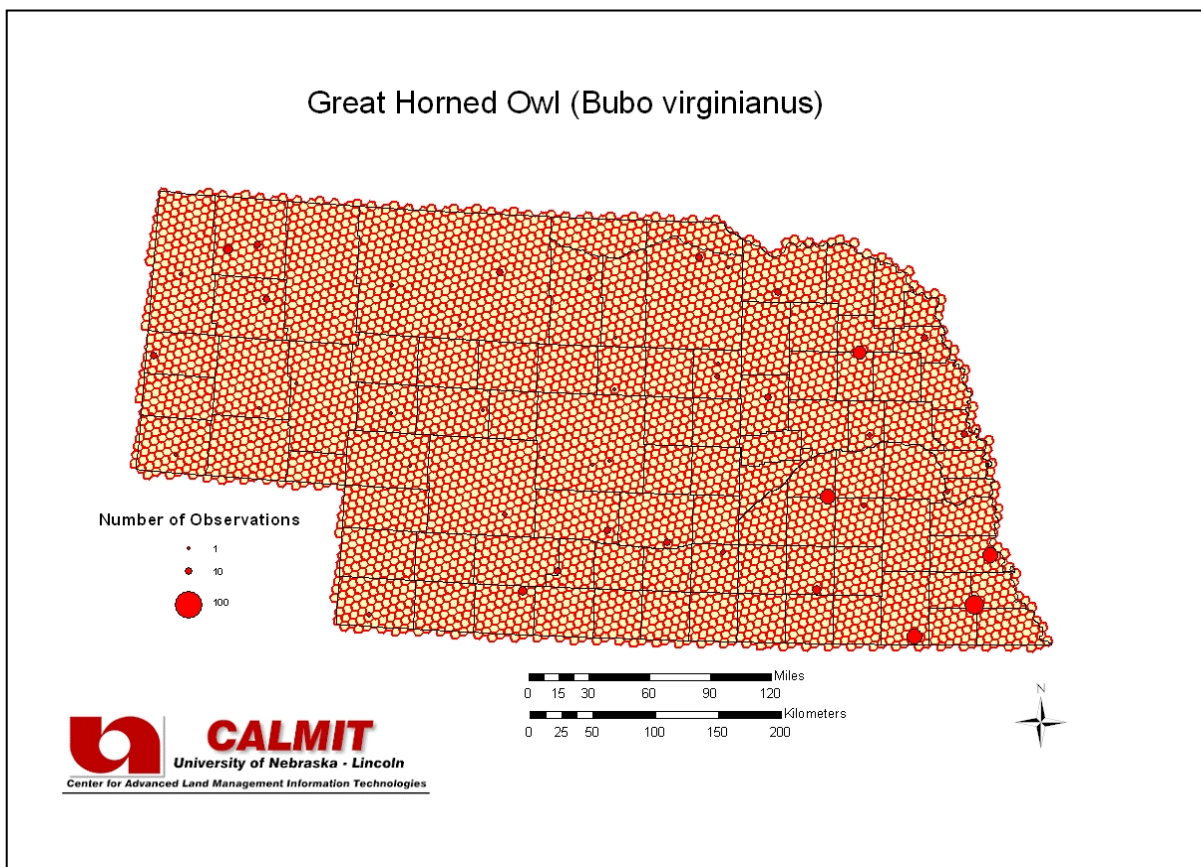 Great Horned Owl (Bubo virginianus)
Number of Observations
1
10
100
Miles
0 15 30 60 90 120
Kilometers
0 25 50 100 150 200
N
CALMIT
University of Nebraska - Lincoln
Center for Advanced Land Management Information Technologies